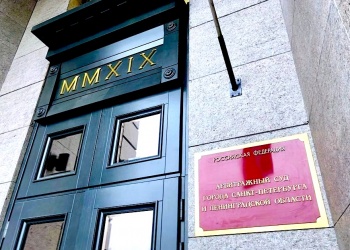 MMXIX
РОССИЙСКАЯ ФЕДЕРАЦИЯ
АРБИТРАЖНЫЙ СУД
ГОРОДА САНКТ-ПЕТЕРБУРГА
И ЛЕНИНГРАДСКОЙ ОБЛАСТИ